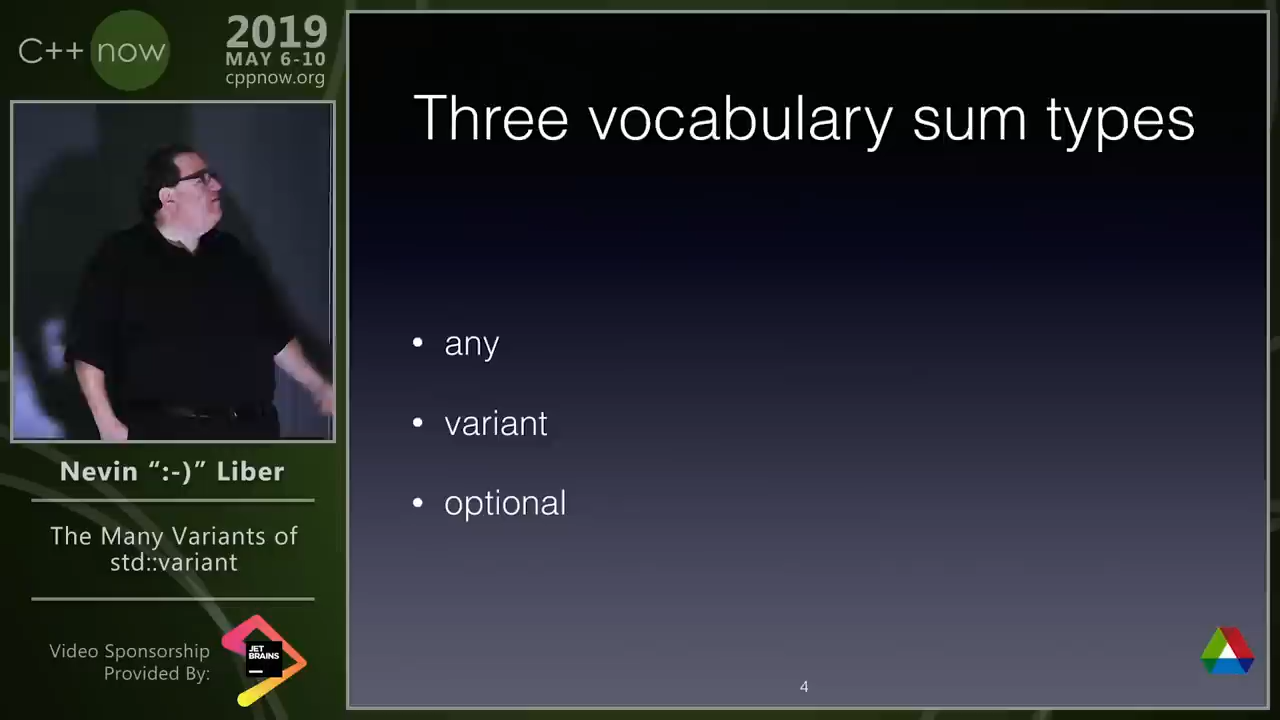 C++ now
2019
MAY 6-10
cppnow.org
Nevin “:-)” Liber
The Many Variants of
std::variant
Video Sponsorship
Provided By:
JET
BRAINS
Three vocabulary sum types
• any
• variant
• optional
4